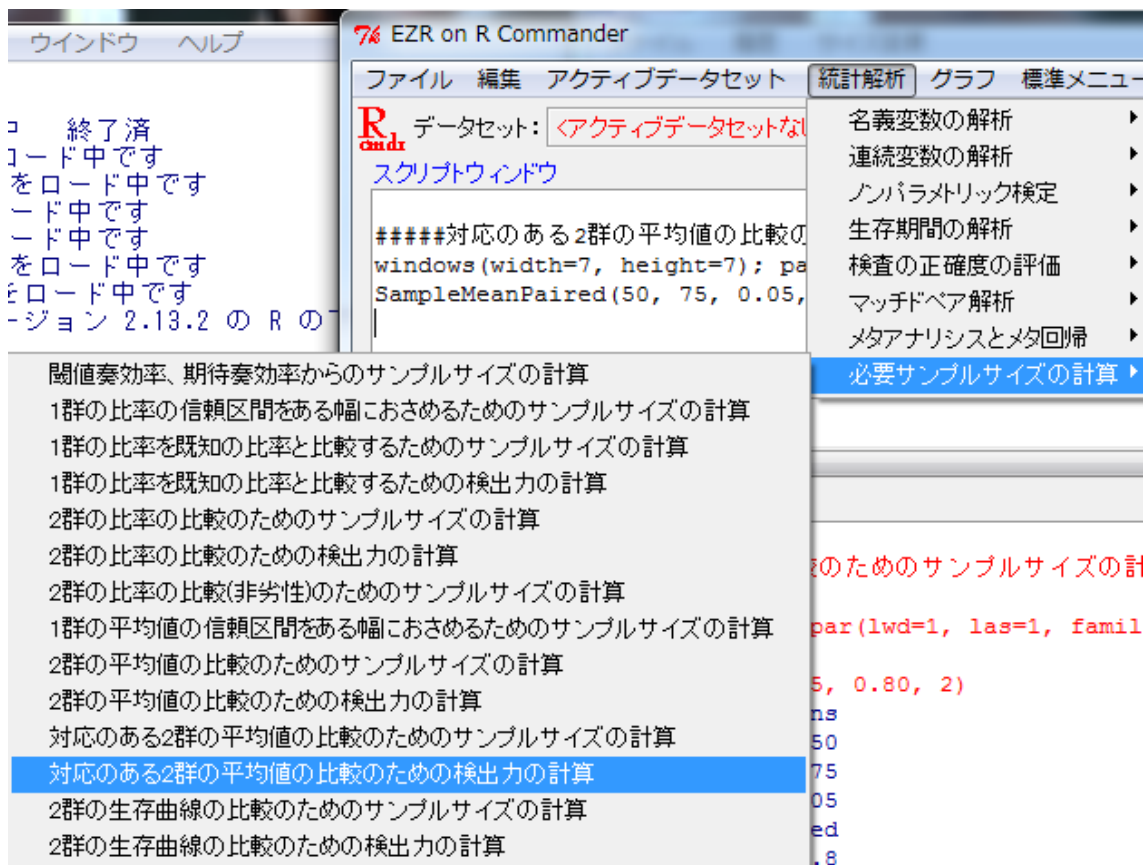 ウインドウ ヘルプ
終了済
ロード中です
をロード中です
ード中です
ード中です
をロード中です
をロード中です
ージョン 2.13.2 の R の
EZR on R Commander
ファイル 編集 アクティブデータセット 統計解析 グラフ 標準メニュー
R cmdr データセット: <アクティブデータセットな
スクリプトウィンドウ
#####対応のある2群の平均値の比較の
windows(width=7, height=7); pa
SampleMeanPaired(50, 75, 0.05,
名義変数の解析
連続変数の解析
ノンパラメトリック検定
生存期間の解析
検査の正確度の評価
マッチドペア解析
メタアナリシスとメタ回帰
必要サンプルサイズの計算
閾値奏効率、期待奏効率からのサンプルサイズの計算
1群の比率の信頼区間をある幅におさめるためのサンプルサイズの計算
1群の比率を既知の比率と比較するためのサンプルサイズの計算
1群の比率を既知の比率と比較するための検出力の計算
2群の比率の比較のためのサンプルサイズの計算
2群の比率の比較のための検出力の計算
2群の比率の比較(非劣性)のためのサンプルサイズの計算
1群の平均値の信頼区間をある幅におさめるためのサンプルサイズの計算
2群の平均値の比較のためのサンプルサイズの計算
2群の平均値の比較のための検出力の計算
対応のある2群の平均値の比較のためのサンプルサイズの計算
対応のある2群の平均値の比較のための検出力の計算
2群の生存曲線の比較のためのサンプルサイズの計算
2群の生存曲線の比較のための検出力の計算
のためのサンプルサイズの計
par(lwd=1, las=1, famil
5, 0.80, 2)
ns
50
75
05
ed
.8